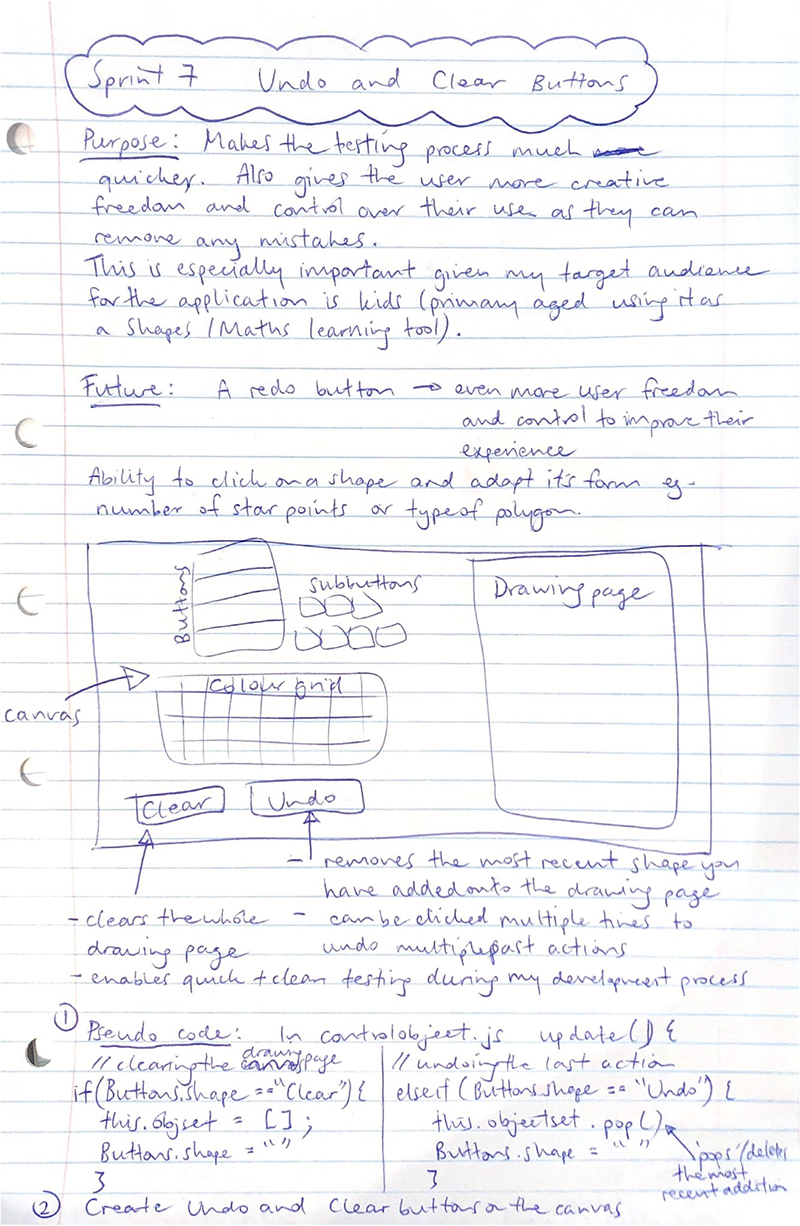 Sprint 7 Undo and Clear Buttons
Purpose: Makes the testing process much
quicker. Also gives the user more creative
freedom and control over their use as they can
remove any mistakes.
This is especially important given my target audience
for the application is kids (primary aged using it as
a shapes/Maths learning tool).
Future: A redo button → even more user freedom
and control to improve their
experience
Ability to click on a shape and adapt it's form eg-
number of star points or type of polygon.
Buttons
subbuttons
Drawing page
canvas
Colour grid
Clear
Undo
- removes the most recent shape you
have added onto the drawing page
- can be clicked multiple times to
undo multiple past actions
- clears the whole
drawing page
- enables quick + clean testing during my development process
① Pseudo code: In controlobject.js update() {
// clearing the drawing page
if(Buttons.shape == "Clear") {
this.objset = [];
Buttons.shape = ""
}
// undoing the last action
elseif (Buttons.shape == "Undo") {
this.objectset.pop()
Buttons.shape = " "
}
'pops'/deletes
the most
recent addition
② Create Undo and Clear buttons on the canvas